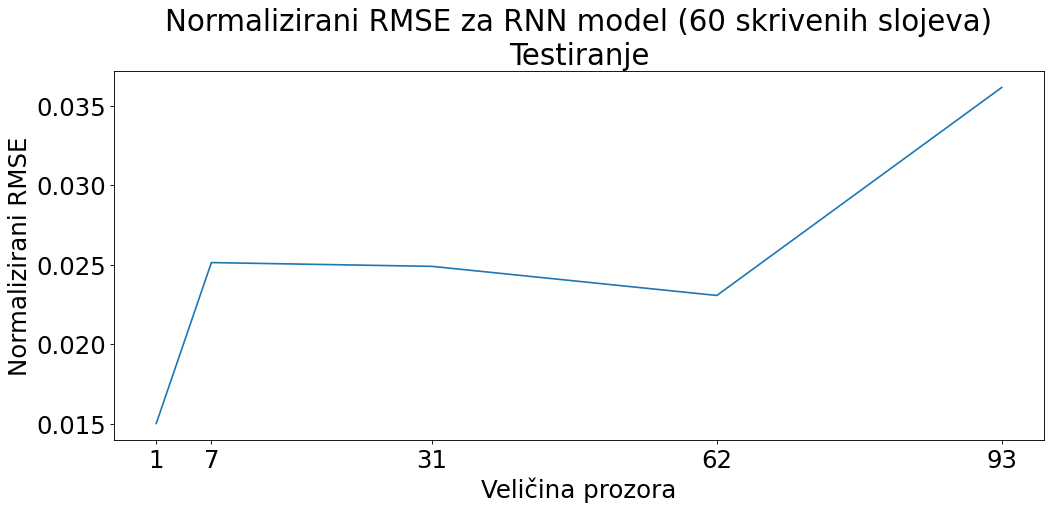 Normalizirani RMSE za RNN model (60 skrivenih slojeva)
Testiranje
Normalizirani RMSE
0.035
0.030
0.025
0.020
0.015
1 7 31 62 93
Veličina prozora